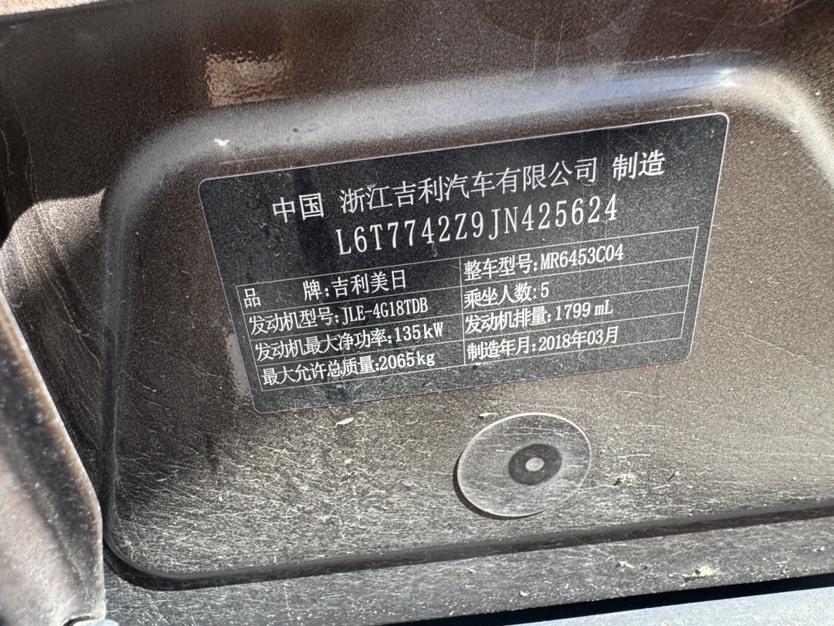 中国 浙江吉利汽车有限公司 制造
L6T7742Z9JN425624
品 牌:吉利美日 整车型号:MR6453C04
发动机型号:JLE-4G18TDB 乘坐人数:5
发动机最大净功率:135kW 发动机排量:1799 mL
最大允许总质量:2065kg 制造年月:2018年03月